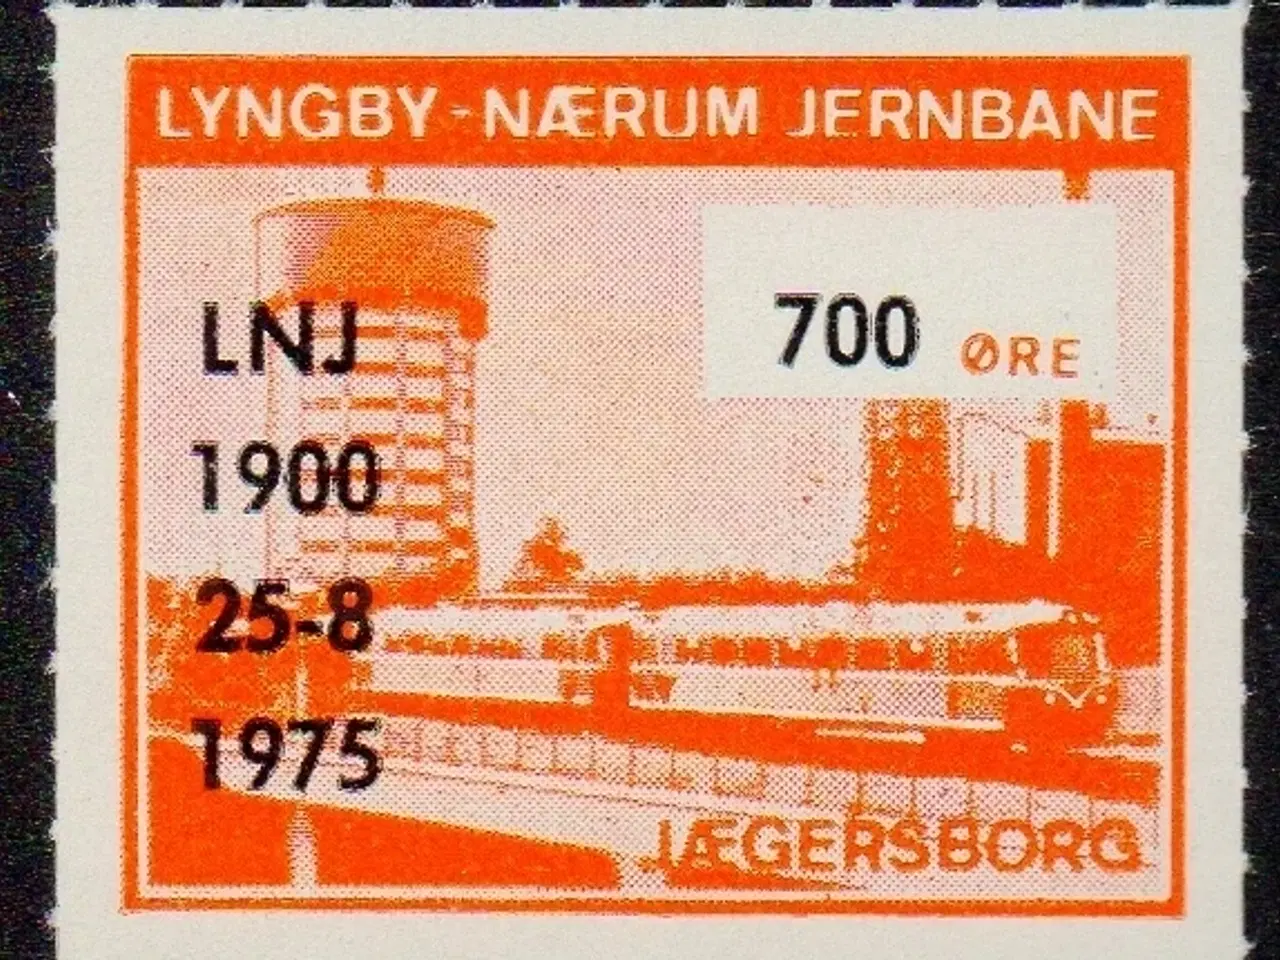 LYNGBY-NÆRUM JERNBANE
700 ØRE
LNJ
1900
25-8
1975
JÆGERSBORG